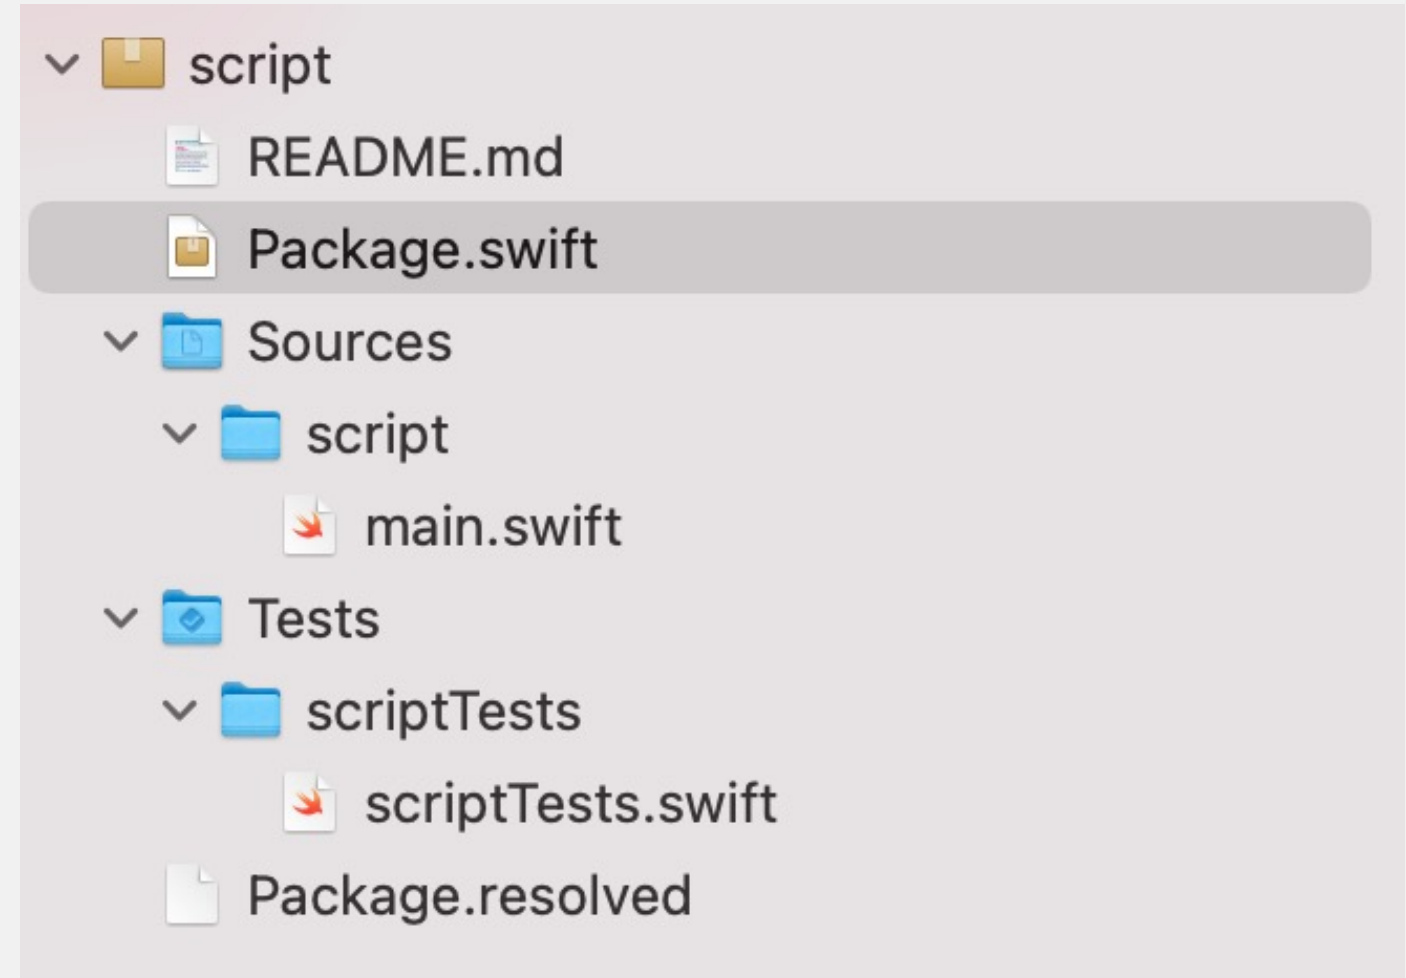 script
README.md
Package.swift
Sources
script
main.swift
Tests
scriptTests
scriptTests.swift
Package.resolved